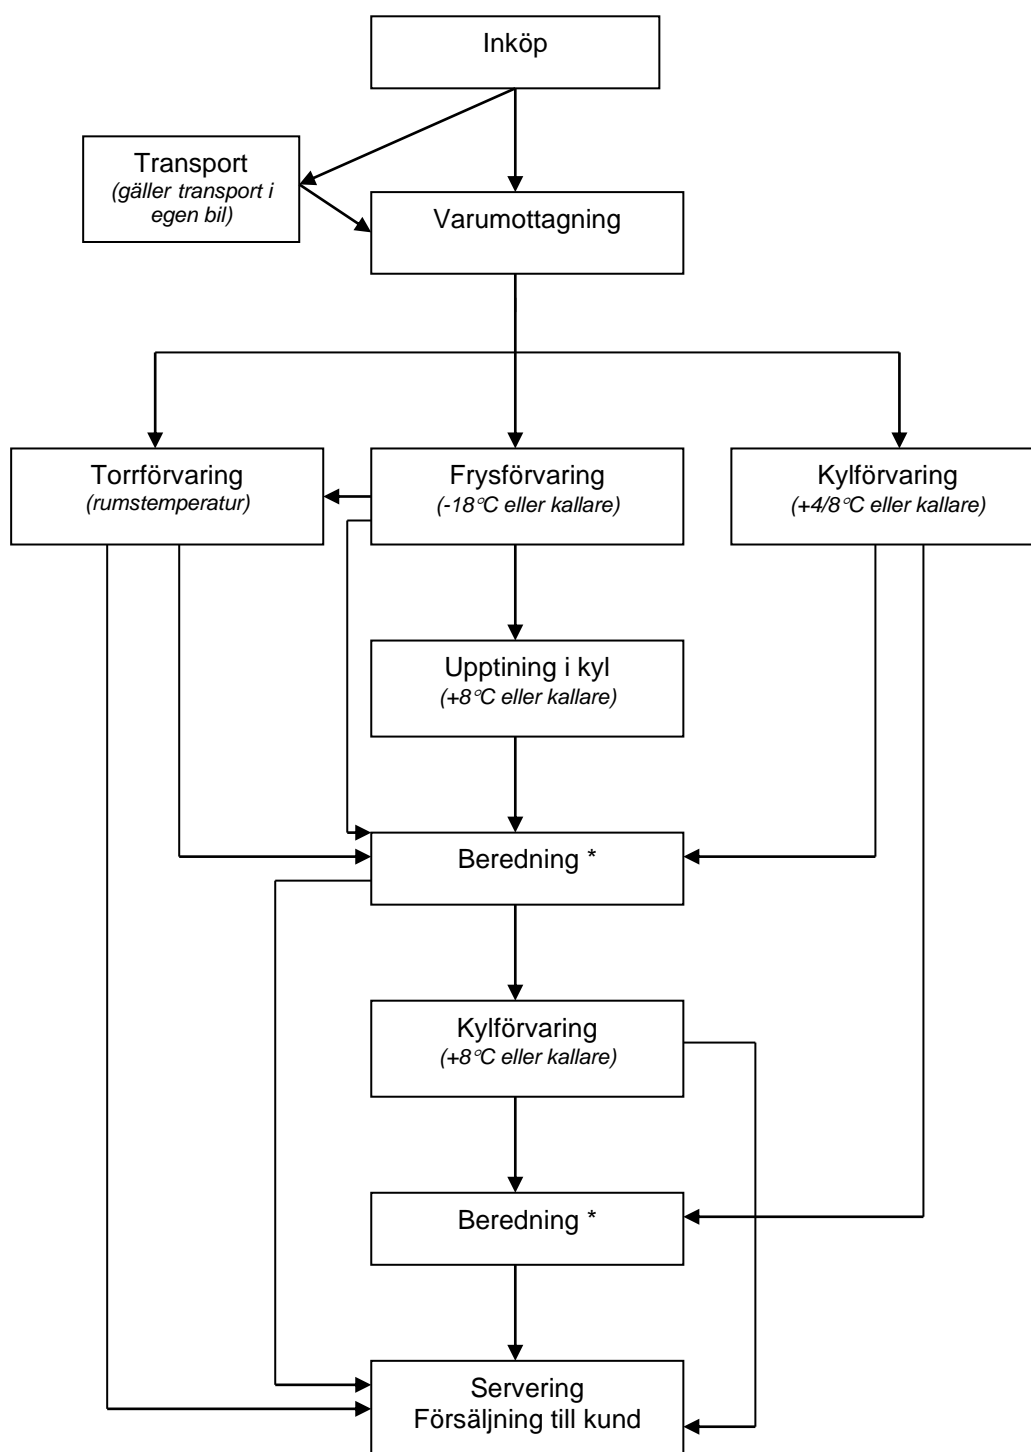 Inköp
Transport
(gäller transport i
egen bil)
Varumottagning
Torrförvaring
(rumstemperatur)
Frysförvaring
(-18°C eller kallare)
Kylförvaring
(+4/8°C eller kallare)
Upptining i kyl
(+8°C eller kallare)
Beredning *
Kylförvaring
(+8°C eller kallare)
Beredning *
Servering
Försäljning till kund